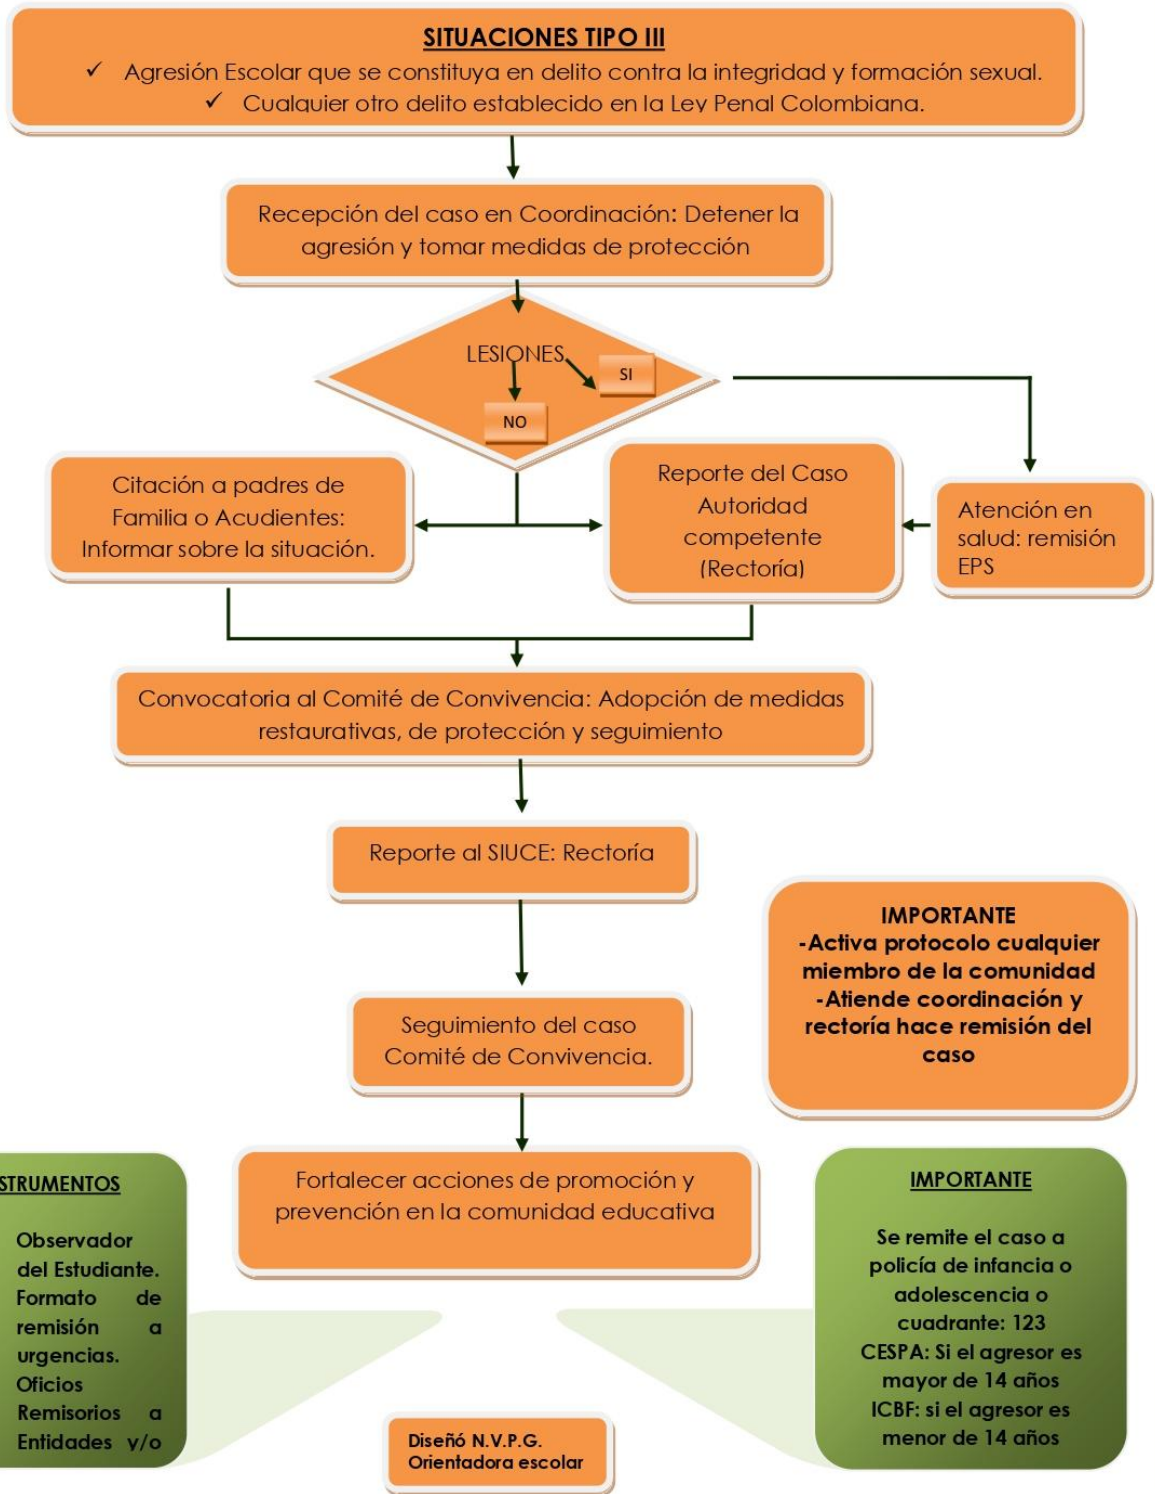 SITUACIONES TIPO III
✓ Agresión Escolar que se constituya en delito contra la integridad y formación sexual.
✓ Cualquier otro delito establecido en la Ley Penal Colombiana.
Recepción del caso en Coordinación: Detener la
agresión y tomar medidas de protección
LESIONES
SI
NO
Citación a padres de
Familia o Acudientes:
Informar sobre la situación.
Reporte del Caso
Autoridad
competente
(Rectoría)
Atención en
salud: remisión
EPS
Convocatoria al Comité de Convivencia: Adopción de medidas
restaurativas, de protección y seguimiento
Reporte al SIUCE: Rectoría
IMPORTANTE
-Activa protocolo cualquier
miembro de la comunidad
-Atiende coordinación y
rectoría hace remisión del
caso
Seguimiento del caso
Comité de Convivencia.
Fortalecer acciones de promoción y
prevención en la comunidad educativa
STRUMENTOS
Observador
del Estudiante.
Formato de
remisión a
urgencias.
Oficios
Remisorios a
Entidades y/o
IMPORTANTE
Se remite el caso a
policía de infancia o
adolescencia o
cuadrante: 123
CESPA: Si el agresor es
mayor de 14 años
ICBF: si el agresor es
menor de 14 años
Diseñó N.V.P.G.
Orientadora escolar